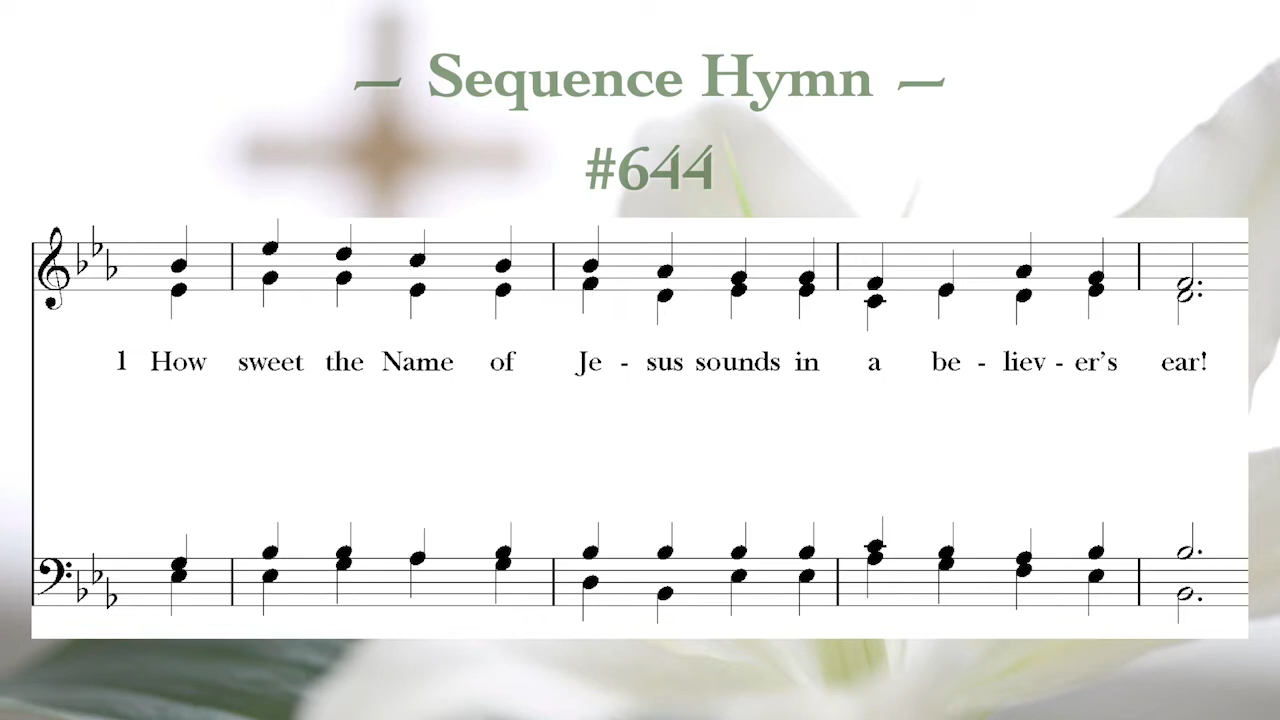 – Sequence Hymn –
#644
1 How sweet the Name of Je - sus sounds in a be - liev - er's ear!